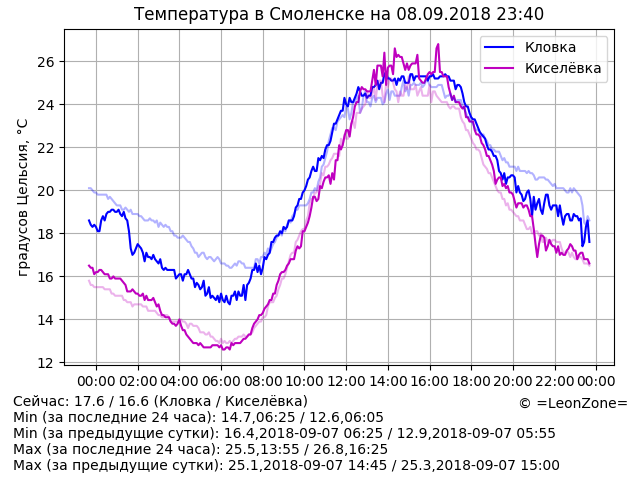 Температура в Смоленске на 08.09.2018 23:40
Кловка
Киселёвка
градусов Цельсия, °C
26
24
22
20
18
16
14
12
00:00 02:00 04:00 06:00 08:00 10:00 12:00 14:00 16:00 18:00 20:00 22:00 00:00
Сейчас: 17.6 / 16.6 (Кловка / Киселёвка)
© =LeonZone=
Min (за последние 24 часа): 14.7,06:25 / 12.6,06:05
Min (за предыдущие сутки): 16.4,2018-09-07 06:25 / 12.9,2018-09-07 05:55
Max (за последние 24 часа): 25.5,13:55 / 26.8,16:25
Max (за предыдущие сутки): 25.1,2018-09-07 14:45 / 25.3,2018-09-07 15:00